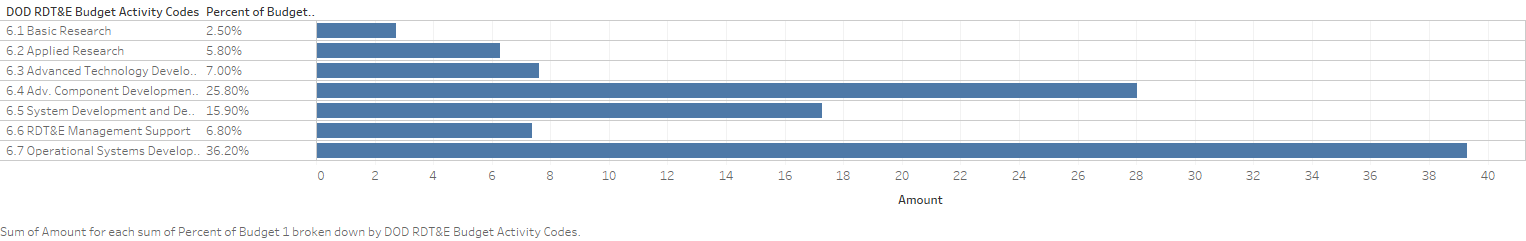 DOD RDT&E Budget Activity Codes Percent of Budget..
6.1 Basic Research 2.50%
6.2 Applied Research 5.80%
6.3 Advanced Technology Develo.. 7.00%
6.4 Adv. Component Developmen.. 25.80%
6.5 System Development and De.. 15.90%
6.6 RDT&E Management Support 6.80%
6.7 Operational Systems Develop.. 36.20%
0 2 4 6 8 10 12 14 16 18 20 22 24 26 28 30 32 34 36 38 40
Amount
Sum of Amount for each sum of Percent of Budget 1 broken down by DOD RDT&E Budget Activity Codes.